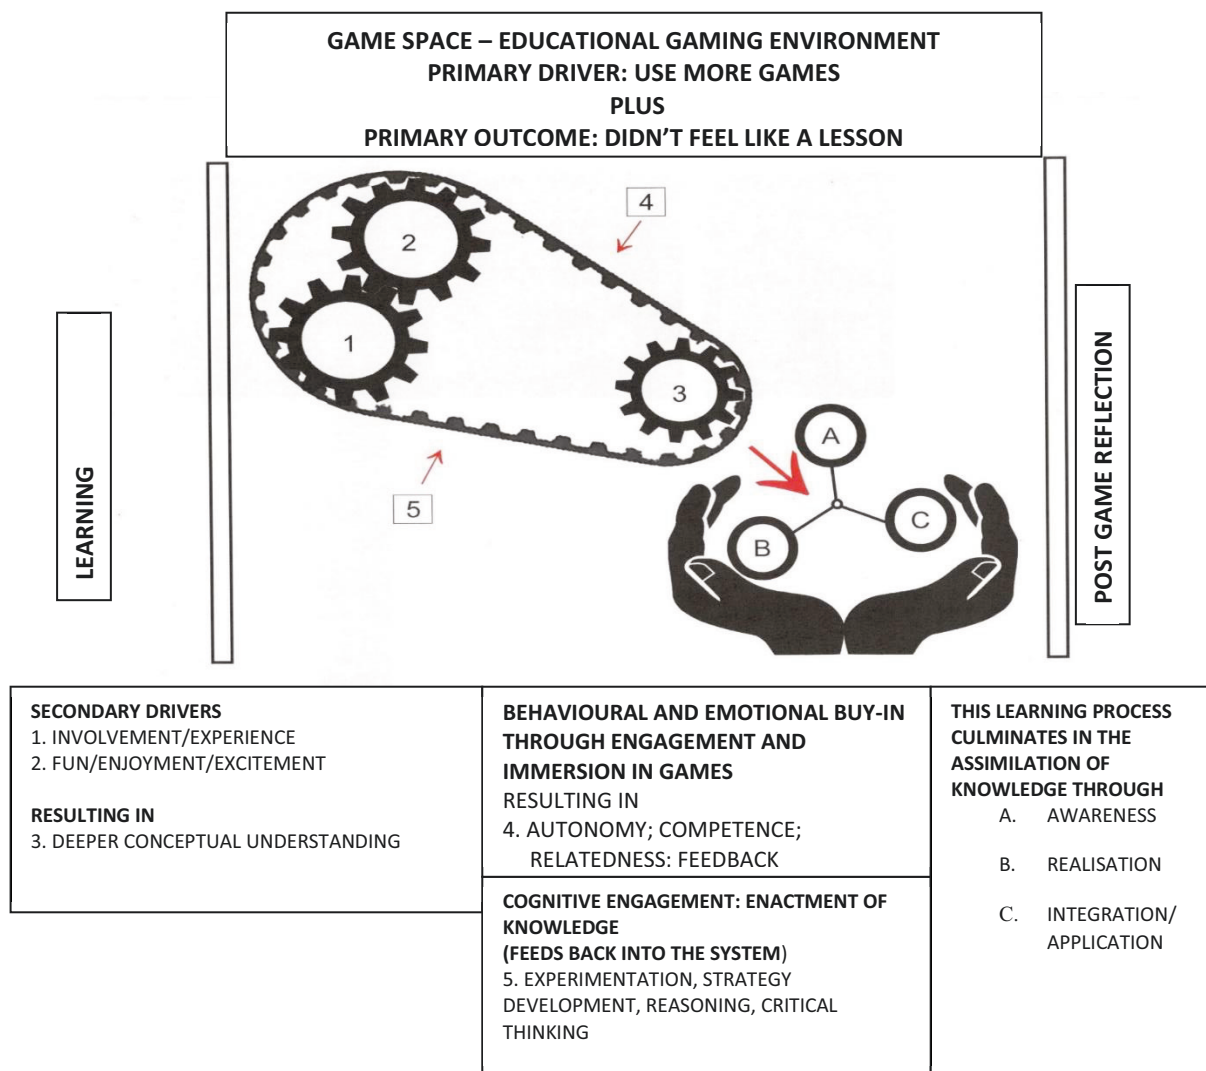 GAME SPACE – EDUCATIONAL GAMING ENVIRONMENT
PRIMARY DRIVER: USE MORE GAMES
PLUS
PRIMARY OUTCOME: DIDN’T FEEL LIKE A LESSON
LEARNING
1
2
3
4
5
A
B
C
POST GAME REFLECTION
SECONDARY DRIVERS
1. INVOLVEMENT/EXPERIENCE
2. FUN/ENJOYMENT/EXCITEMENT
RESULTING IN
3. DEEPER CONCEPTUAL UNDERSTANDING
BEHAVIOURAL AND EMOTIONAL BUY-IN
THROUGH ENGAGEMENT AND
IMMERSION IN GAMES
RESULTING IN
4. AUTONOMY; COMPETENCE;
RELATEDNESS: FEEDBACK
COGNITIVE ENGAGEMENT: ENACTMENT OF
KNOWLEDGE
(FEEDS BACK INTO THE SYSTEM)
5. EXPERIMENTATION, STRATEGY
DEVELOPMENT, REASONING, CRITICAL
THINKING
THIS LEARNING PROCESS
CULMINATES IN THE
ASSIMILATION OF
KNOWLEDGE THROUGH
A. AWARENESS
B. REALISATION
C. INTEGRATION/
APPLICATION